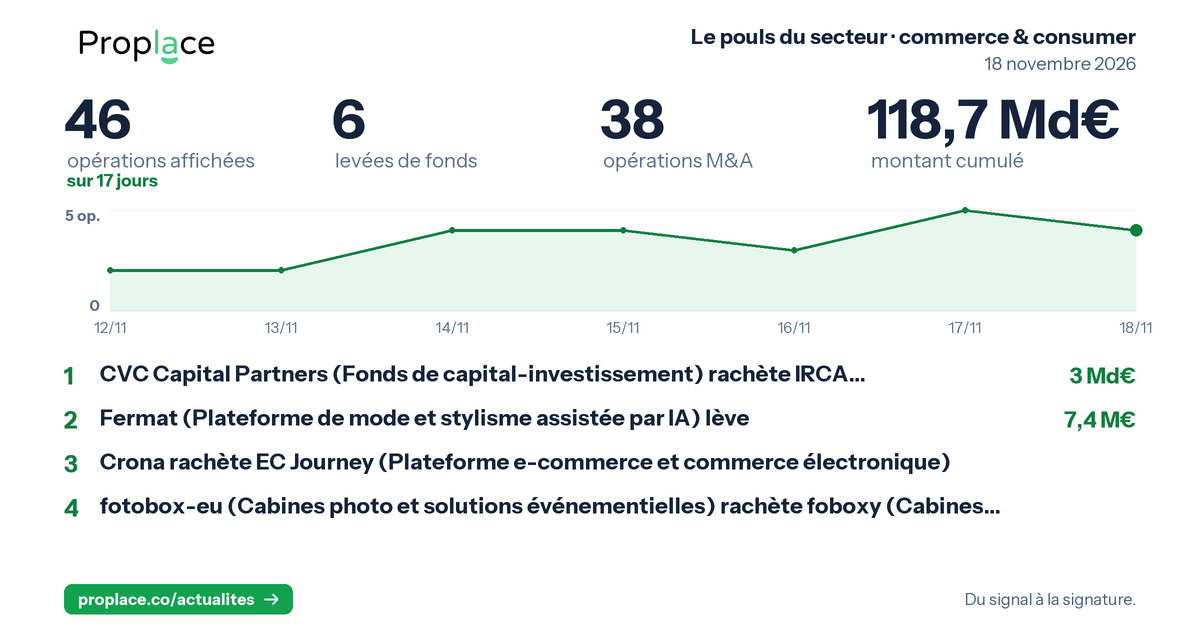 Proplace
Le pouls du secteur · commerce & consumer
18 novembre 2026
46
opérations affichées
sur 17 jours
6
levées de fonds
38
opérations M&A
118,7 Md€
montant cumulé
5 op.
0
12/11 13/11 14/11 15/11 16/11 17/11 18/11
1 CVC Capital Partners (Fonds de capital-investissement) rachète IRCA... 3 Md€
2 Fermat (Plateforme de mode et stylisme assistée par IA) lève 7,4 M€
3 Crona rachète EC Journey (Plateforme e-commerce et commerce électronique)
4 fotobox-eu (Cabines photo et solutions événementielles) rachète foboxy (Cabines...
proplace.co/actualites →
Du signal à la signature.